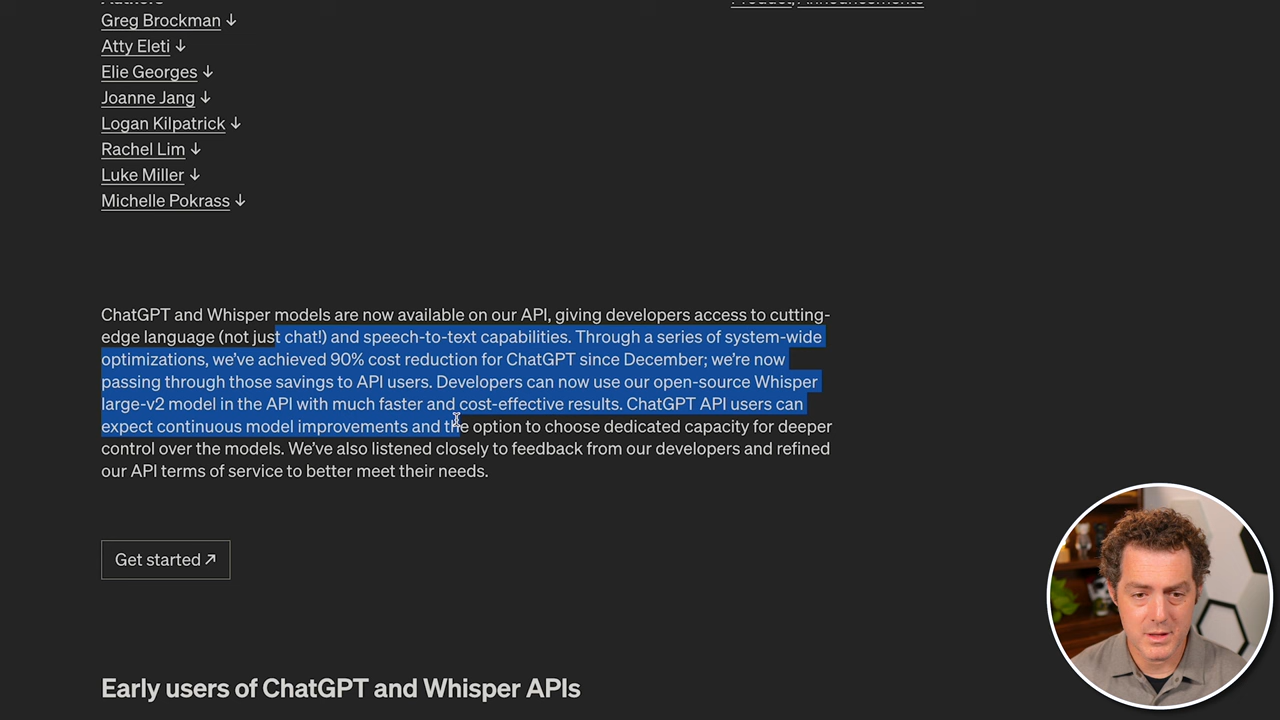 Authors
Product, Announcements
Greg Brockman ↓
Atty Eleti ↓
Elie Georges ↓
Joanne Jang ↓
Logan Kilpatrick ↓
Rachel Lim ↓
Luke Miller ↓
Michelle Pokrass ↓
ChatGPT and Whisper models are now available on our API, giving developers access to cutting-
edge language (not just chat!) and speech-to-text capabilities. Through a series of system-wide
optimizations, we’ve achieved 90% cost reduction for ChatGPT since December; we’re now
passing through those savings to API users. Developers can now use our open-source Whisper
large-v2 model in the API with much faster and cost-effective results. ChatGPT API users can
expect continuous model improvements and the option to choose dedicated capacity for deeper
control over the models. We’ve also listened closely to feedback from our developers and refined
our API terms of service to better meet their needs.
Get started ↗
Early users of ChatGPT and Whisper APIs